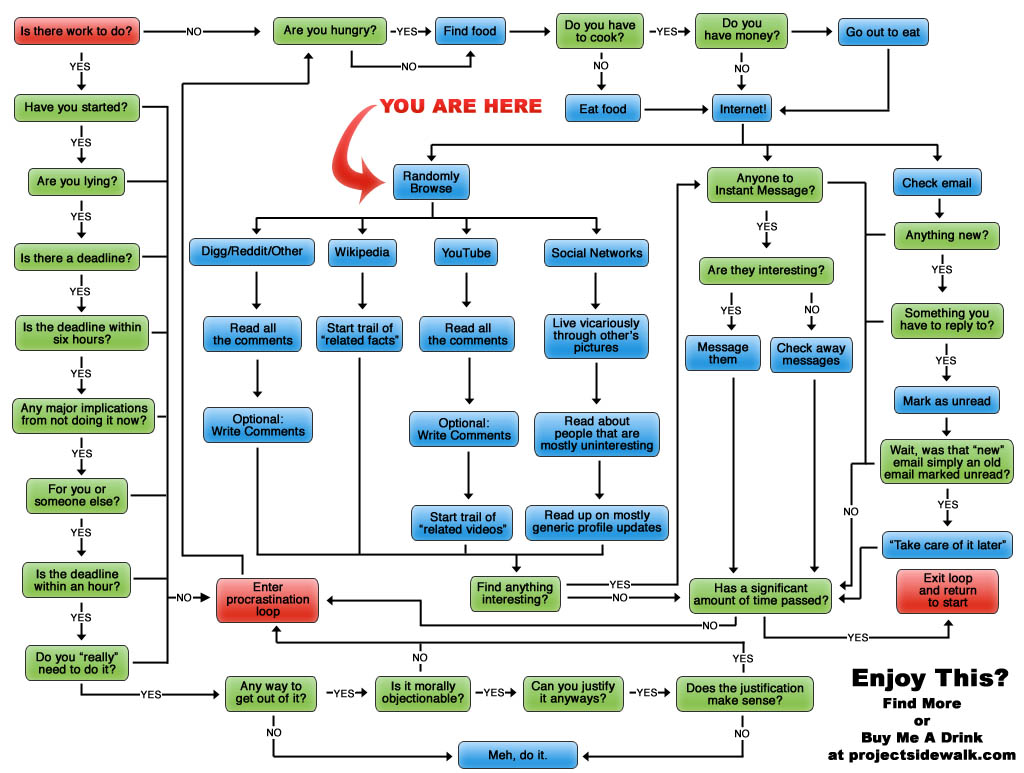 Is there work to do?
NO
Are you hungry?
YES
Find food
Do you have
to cook?
YES
Do you
have money?
Go out to eat
NO
NO
NO
YES
Have you started?
Eat food
Internet!
YOU ARE HERE
YES
Are you lying?
Randomly
Browse
Anyone to
Instant Message?
Check email
YES
YES
Is there a deadline?
Digg/Reddit/Other
Wikipedia
YouTube
Social Networks
Anything new?
Are they interesting?
YES
YES
YES
NO
Is the deadline within
six hours?
Read all
the comments
Start trail of
“related facts”
Read all
the comments
Live vicariously
through other's
pictures
Message
them
Check away
messages
Something you
have to reply to?
YES
YES
Any major implications
from not doing it now?
Optional:
Write Comments
Optional:
Write Comments
Read about
people that are
mostly uninteresting
Mark as unread
YES
Wait, was that “new”
email simply an old
email marked unread?
For you or
someone else?
Start trail of
“related videos”
Read up on mostly
generic profile updates
NO
YES
YES
“Take care of it later”
Is the deadline
within an hour?
NO
Enter
procrastination
loop
Find anything
interesting?
YES
NO
Has a significant
amount of time passed?
Exit loop
and return
to start
YES
NO
YES
Do you “really”
need to do it?
NO
YES
YES
Any way to
get out of it?
YES
Is it morally
objectionable?
YES
Can you justify
it anyways?
YES
Does the justification
make sense?
NO
NO
Meh, do it.
Enjoy This?
Find More
or
Buy Me A Drink
at projectsidewalk.com